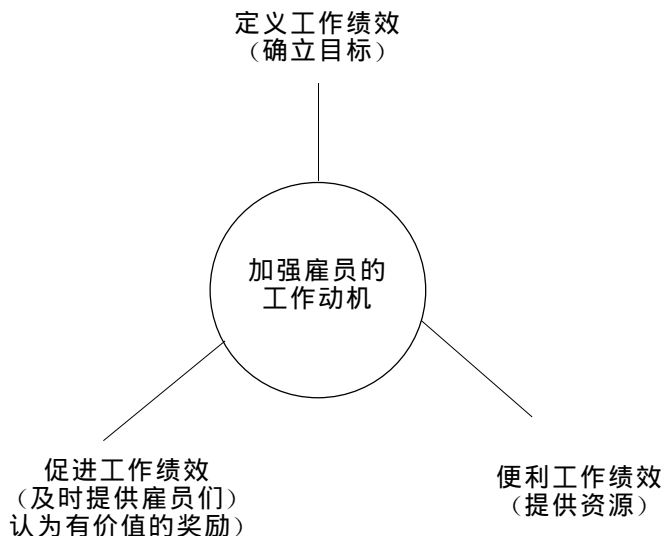 定义工作绩效
（确立目标）
加强雇员的
工作动机
促进工作绩效
（及时提供雇员们）
认为有价值的奖励）
便利工作绩效
（提供资源）